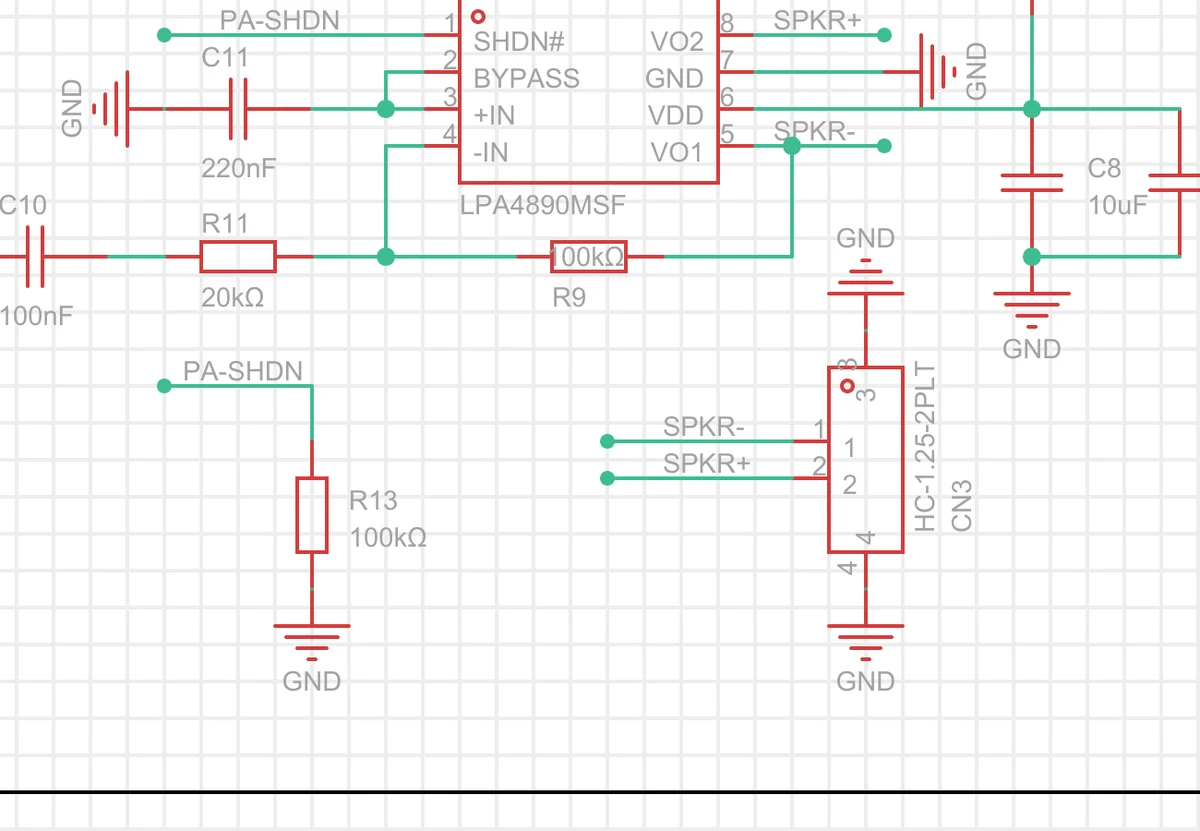 PA-SHDN
1
8
SPKR+
SHDN#
VO2
C11
2
7
GND
BYPASS
GND
GND
3
6
+IN
VDD
4
5
SPKR-
-IN
VO1
220nF
C8
10uF
C10
LPA4890MSF
R11
GND
100kΩ
20kΩ
R9
100nF
GND
PA-SHDN
3
3
HC-1.25-2PLT
SPKR-
1
1
SPKR+
2
2
R13
CN3
100kΩ
4
4
GND
GND